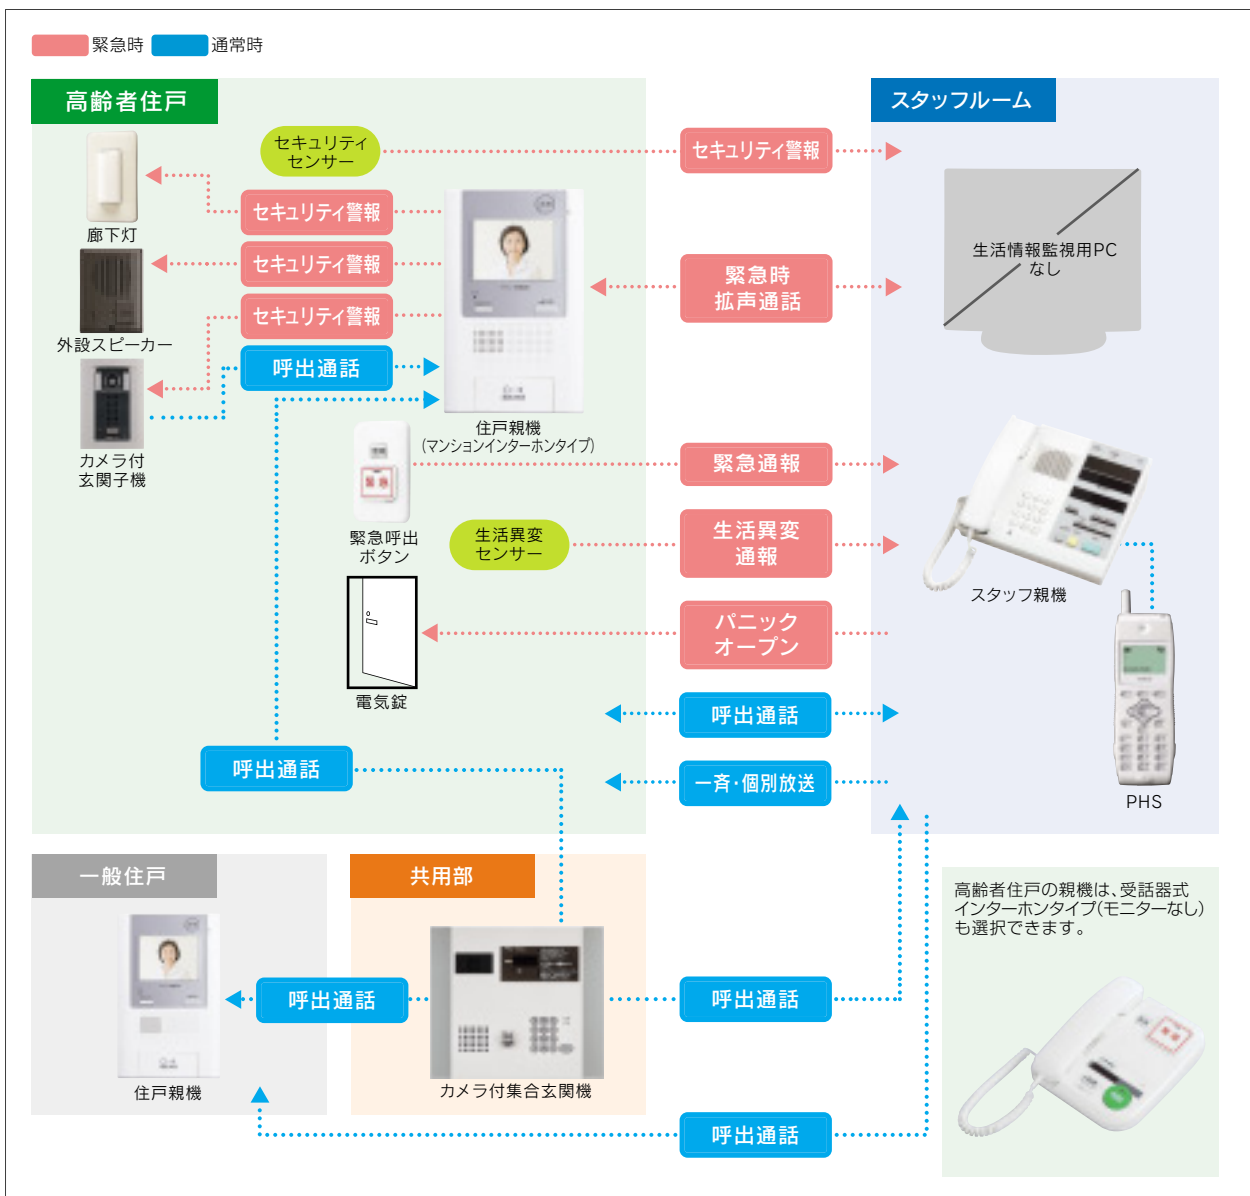 緊急時
通常時
高齢者住戸
スタッフルーム
セキュリティ
センサー
セキュリティ警報
廊下灯
セキュリティ警報
セキュリティ警報
外設スピーカー
セキュリティ警報
呼出通話
カメラ付
玄関子機
住戸親機
(マンションインターホンタイプ)
緊急時
拡声通話
生活情報監視用PC
なし
緊急
緊急呼出
ボタン
緊急通報
生活異変
センサー
生活異変
通報
スタッフ親機
パニック
オープン
電気錠
呼出通話
呼出通話
一斉・個別放送
PHS
一般住戸
共用部
高齢者住戸の親機は、受話器式
インターホンタイプ(モニターなし)
も選択できます。
呼出通話
呼出通話
住戸親機
カメラ付集合玄関機
呼出通話